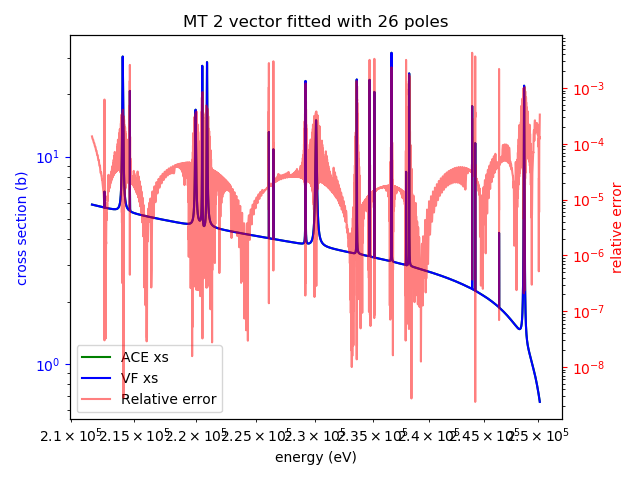 MT 2 vector fitted with 26 poles
10¹
10⁰
cross section (b)
10⁻³
10⁻⁴
10⁻⁵
10⁻⁶
10⁻⁷
10⁻⁸
relative error
ACE xs
VF xs
Relative error
2.1 × 10⁵ 2.15 × 10⁵ 2.2 × 10⁵ 2.25 × 10⁵ 2.3 × 10⁵ 2.35 × 10⁵ 2.4 × 10⁵ 2.45 × 10⁵ 2.5 × 10⁵
energy (eV)